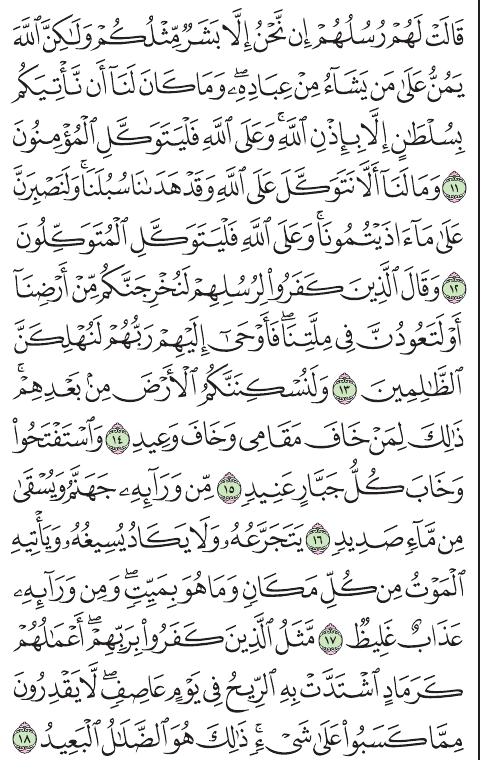 قَالَتْ لَهُمْ رُسُلُهُمْ إِن نَّحْنُ إِلَّا بَشَرٌ مِّثْلُكُمْ وَلَـٰكِنَّ ٱللَّهَ
يَمُنُّ عَلَىٰ مَن يَشَآءُ مِنْ عِبَادِهِۦۖ وَمَا كَانَ لَنَآ أَن نَّأْتِيَكُم
بِسُلْطَـٰنٍ إِلَّا بِإِذْنِ ٱللَّهِۚ وَعَلَى ٱللَّهِ فَلْيَتَوَكَّلِ ٱلْمُؤْمِنُونَ
١١ وَمَا لَنَآ أَلَّا نَتَوَكَّلَ عَلَى ٱللَّهِ وَقَدْ هَدَىٰنَا سُبُلَنَاۚ وَلَنَصْبِرَنَّ
عَلَىٰ مَآ ءَاذَيْتُمُونَاۚ وَعَلَى ٱللَّهِ فَلْيَتَوَكَّلِ ٱلْمُتَوَكِّلُونَ
١٢ وَقَالَ ٱلَّذِينَ كَفَرُوا۟ لِرُسُلِهِمْ لَنُخْرِجَنَّكُم مِّنْ أَرْضِنَآ
أَوْ لَتَعُودُنَّ فِى مِلَّتِنَاۖ فَأَوْحَىٰٓ إِلَيْهِمْ رَبُّهُمْ لَنُهْلِكَنَّ
ٱلظَّـٰلِمِينَ ١٣ وَلَنُسْكِنَنَّكُمُ ٱلْأَرْضَ مِنۢ بَعْدِهِمْۚ
ذَٰلِكَ لِمَنْ خَافَ مَقَامِى وَخَافَ وَعِيدِ ١٤ وَٱسْتَفْتَحُوا۟
وَخَابَ كُلُّ جَبَّارٍ عَنِيدٍ ١٥ مِّن وَرَآئِهِۦ جَهَنَّمُ وَيُسْقَىٰ
مِن مَّآءٍ صَدِيدٍ ١٦ يَتَجَرَّعُهُۥ وَلَا يَكَادُ يُسِيغُهُۥ وَيَأْتِيهِ
ٱلْمَوْتُ مِن كُلِّ مَكَانٍ وَمَا هُوَ بِمَيِّتٍۖ وَمِن وَرَآئِهِۦ
عَذَابٌ غَلِيظٌ ١٧ مَّثَلُ ٱلَّذِينَ كَفَرُوا۟ بِرَبِّهِمْۖ أَعْمَـٰلُهُمْ
كَرَمَادٍ ٱشْتَدَّتْ بِهِ ٱلرِّيحُ فِى يَوْمٍ عَاصِفٍۖ لَّا يَقْدِرُونَ
مِمَّا كَسَبُوا۟ عَلَىٰ شَىْءٍۚ ذَٰلِكَ هُوَ ٱلضَّلَـٰلُ ٱلْبَعِيدُ ١٨